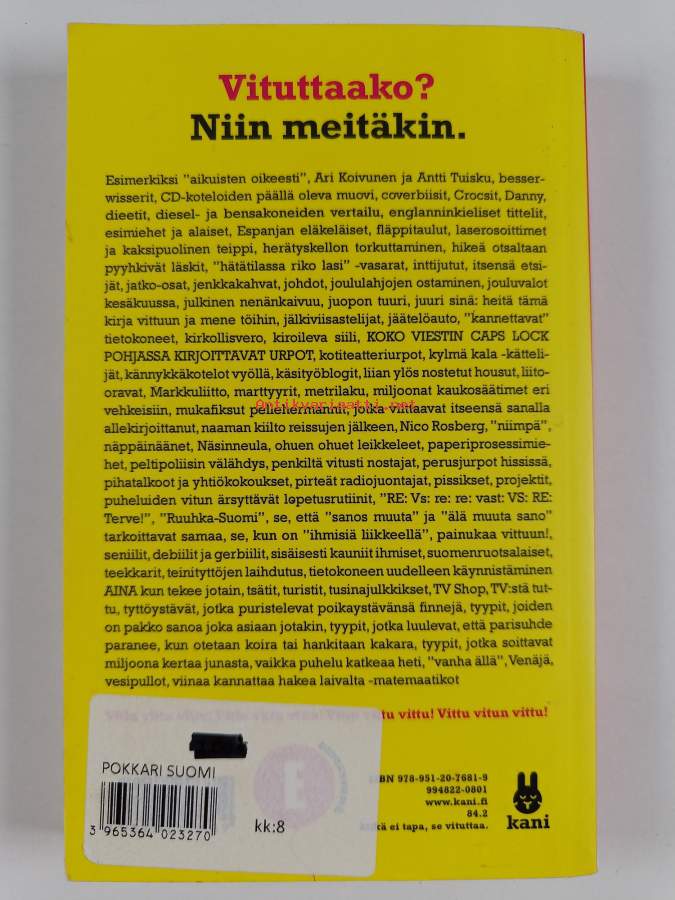 Vituttaako?
Niin meitäkin.
Esimerkiksi "aikuisten oikeesti", Ari Koivunen ja Antti Tuisku, besser-
wisserit, CD-koteloiden päällä oleva muovi, coverbiisit, Crocsit, Danny,
dieetit, diesel- ja bensakoneiden vertailu, englanninkieliset tittelit,
esimiehet ja alaiset, Espanjan eläkeläiset, fläppitaulut, laserosoittimet
ja kaksipuolinen teippi, herätyskellon torkuttaminen, hikeä otsaltaan
pyyhkivät läskit, "hätätilassa riko lasi" -vasarat, inttijutut, itsensä etsi-
jät, jatko-osat, jenkkakahvat, johdot, joululahjojen ostaminen, jouluvalot
kesäkuussa, julkinen nenänkaivuu, juopon tuuri, juuri sinä: heitä tämä
kirja vittuun ja mene töihin, jälkiviisastelijat, jäätelöauto, "kannettavat"
tietokoneet, kirkollisvero, kiroileva siili, KOKO VIESTIN CAPS LOCK
POHJASSA KIRJOITTAVAT URPOT, kotiteatteriurpot, kylmä kala -kätteli-
jät, kännykkäkotelot vyöllä, käsityöblogit, liian ylös nostetut housut, liito-
oravat, Markkuliitto, marttyyrit, metrilaku, miljoonat kaukosäätimet eri
vehkeisiin, mukafiksut pellehermannit, jotka viittaavat itseensä sanalla
Antikvariaatti.net
allekirjoittanut, naaman kiilto reissujen jälkeen, Nico Rosberg, "niimpä",
näppäinäänet, Näsinneula, ohuen ohuet leikkeleet, paperiprosessimie-
het, peltipoliisin välähdys, penkiltä vitusti nostajat, perusjurpot hississä,
pihatalkoot ja yhtiökokoukset, pirteät radiojuontajat, pissikset, projektit,
puheluiden vitun ärsyttävät lopetusrutiinit, "RE: Vs: re: re: vast: VS: RE:
Terve!", "Ruuhka-Suomi", se, että "sanos muuta" ja "älä muuta sano"
tarkoittavat samaa, se, kun on "ihmisiä liikkeellä", painukaa vittuun!,
seniilit, debiilit ja gerbiilit, sisäisesti kauniit ihmiset, suomenruotsalaiset,
teekkarit, teinityttöjen laihdutus, tietokoneen uudelleen käynnistäminen
AINA kun tekee jotain, tsätit, turistit, tusinajulkkikset, TV Shop, TV:stä tut-
tu, tyttöystävät, jotka puristelevat poikaystävänsä finnejä, tyypit, joiden
on pakko sanoa joka asiaan jotakin, tyypit, jotka luulevat, että parisuhde
paranee, kun otetaan koira tai hankitaan kakara, tyypit, jotka soittavat
miljoona kertaa junasta, vaikka puhelu katkeaa heti, "vanha ällä", Venäjä,
vesipullot, viinaa kannattaa hakea laivalta -matemaatikot
vittu! Vittu vitun vittu!
POKKARI SUOMI
3 965364 023270
kk:8
978-951-20-7681-9
994822-0801
www.kani.fi
84.2
ei tapa, se vituttaa.
kani